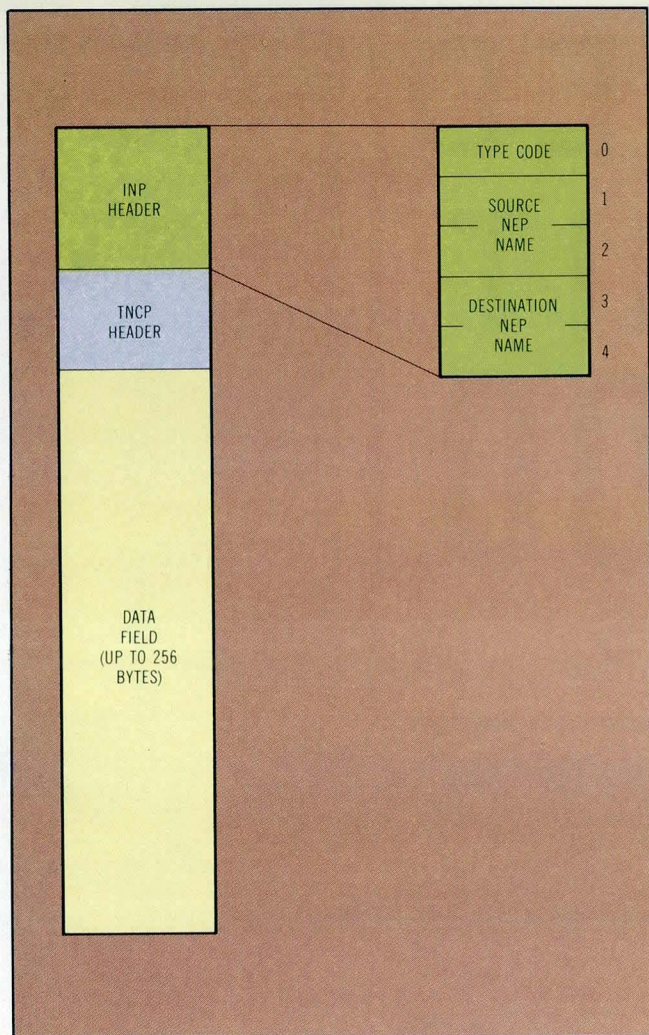 INP
HEADER
TNCP
HEADER
DATA
FIELD
(UP TO 256
BYTES)
TYPE CODE 0
SOURCE 1
NEP
NAME 2
DESTINATION 3
NEP
NAME 4